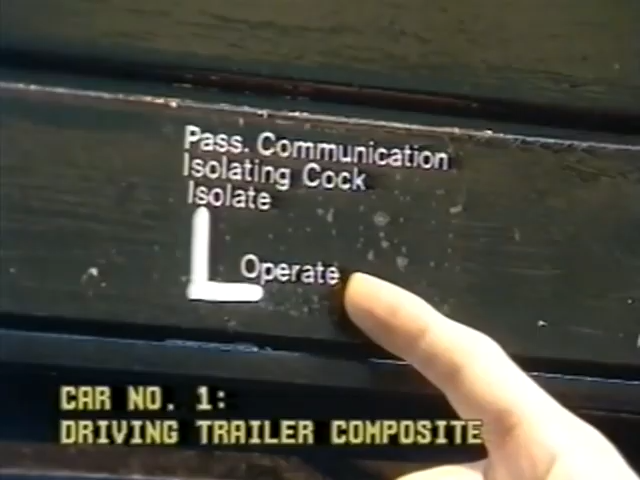 Pass. Communication
Isolating Cock
Isolate
Operate
CAR NO. 1:
DRIVING TRAILER COMPOSITE